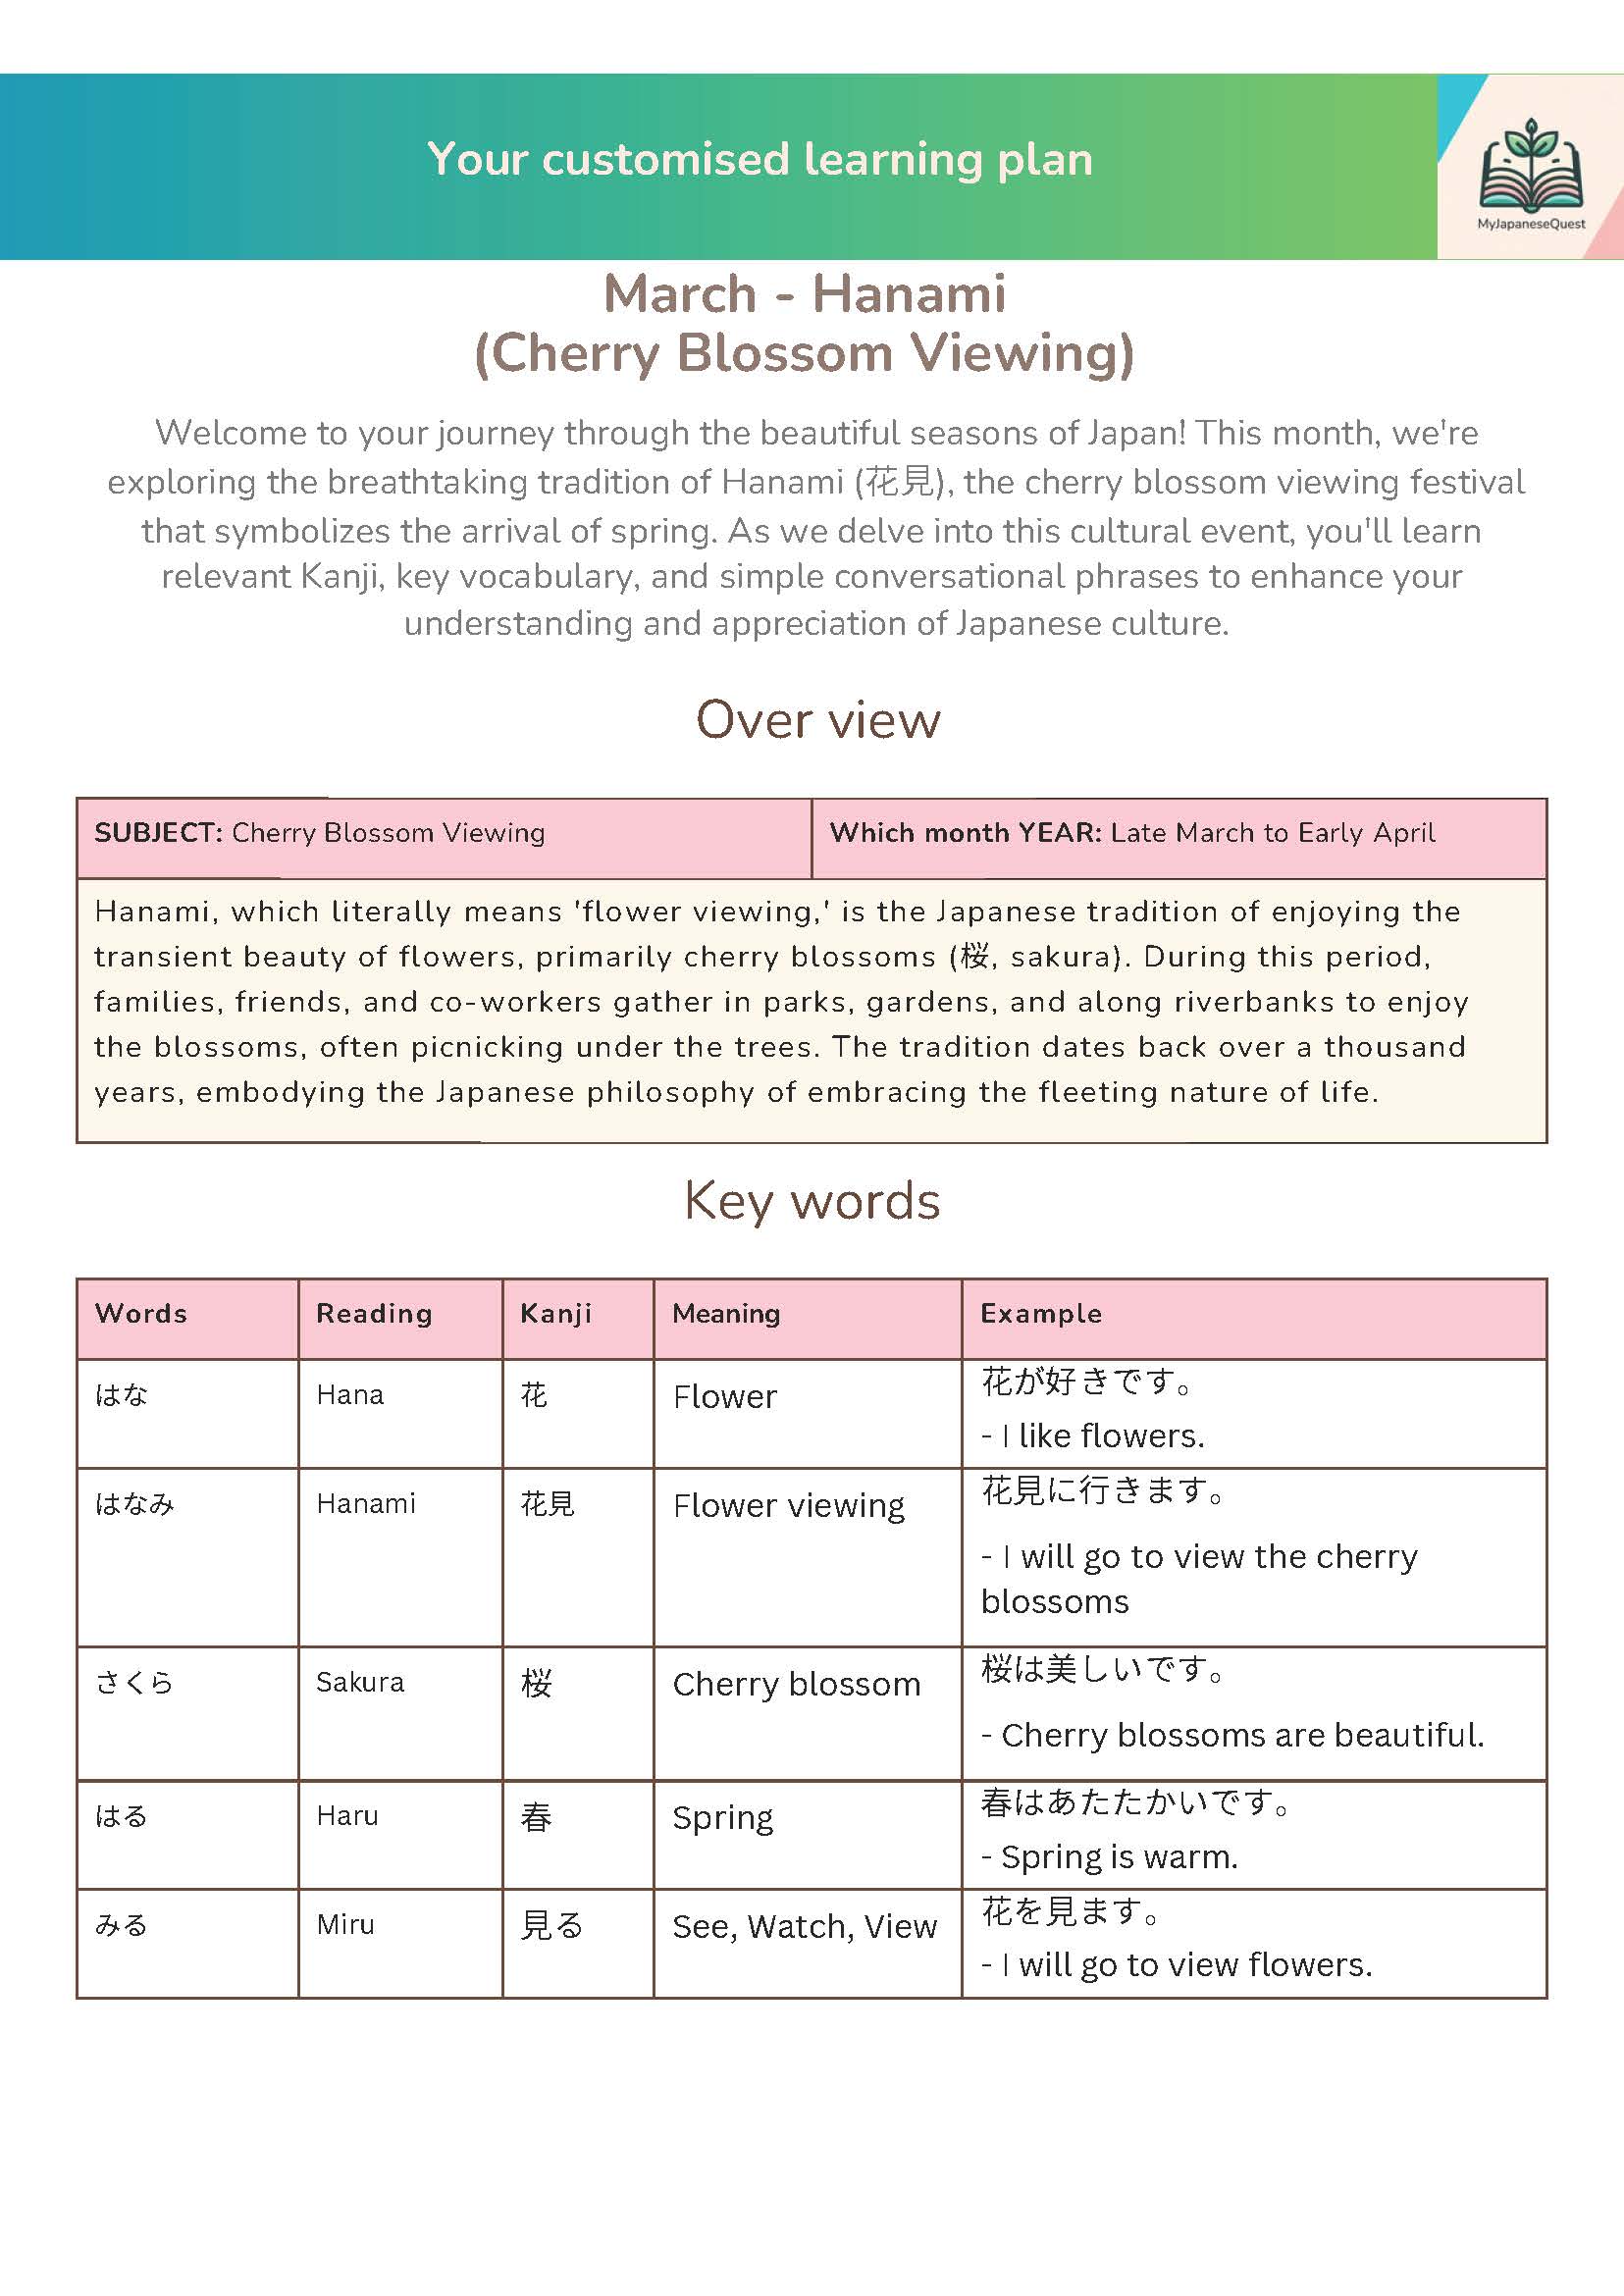 Your customised learning plan
MyJapaneseQuest
March - Hanami
(Cherry Blossom Viewing)
Welcome to your journey through the beautiful seasons of Japan! This month, we're
exploring the breathtaking tradition of Hanami (花見), the cherry blossom viewing festival
that symbolizes the arrival of spring. As we delve into this cultural event, you'll learn
relevant Kanji, key vocabulary, and simple conversational phrases to enhance your
understanding and appreciation of Japanese culture.
Over view
SUBJECT: Cherry Blossom Viewing
Which month YEAR: Late March to Early April
Hanami, which literally means 'flower viewing,' is the Japanese tradition of enjoying the
transient beauty of flowers, primarily cherry blossoms (桜, sakura). During this period,
families, friends, and co-workers gather in parks, gardens, and along riverbanks to enjoy
the blossoms, often picnicking under the trees. The tradition dates back over a thousand
years, embodying the Japanese philosophy of embracing the fleeting nature of life.
Key words
Words Reading Kanji Meaning Example
はな Hana 花 Flower 花が好きです。
- I like flowers.
はなみ Hanami 花見 Flower viewing 花見に行きます。
- I will go to view the cherry
blossoms
さくら Sakura 桜 Cherry blossom 桜は美しいです。
- Cherry blossoms are beautiful.
はる Haru 春 Spring 春はあたたかいです。
- Spring is warm.
みる Miru 見る See, Watch, View 花を見ます。
- I will go to view flowers.